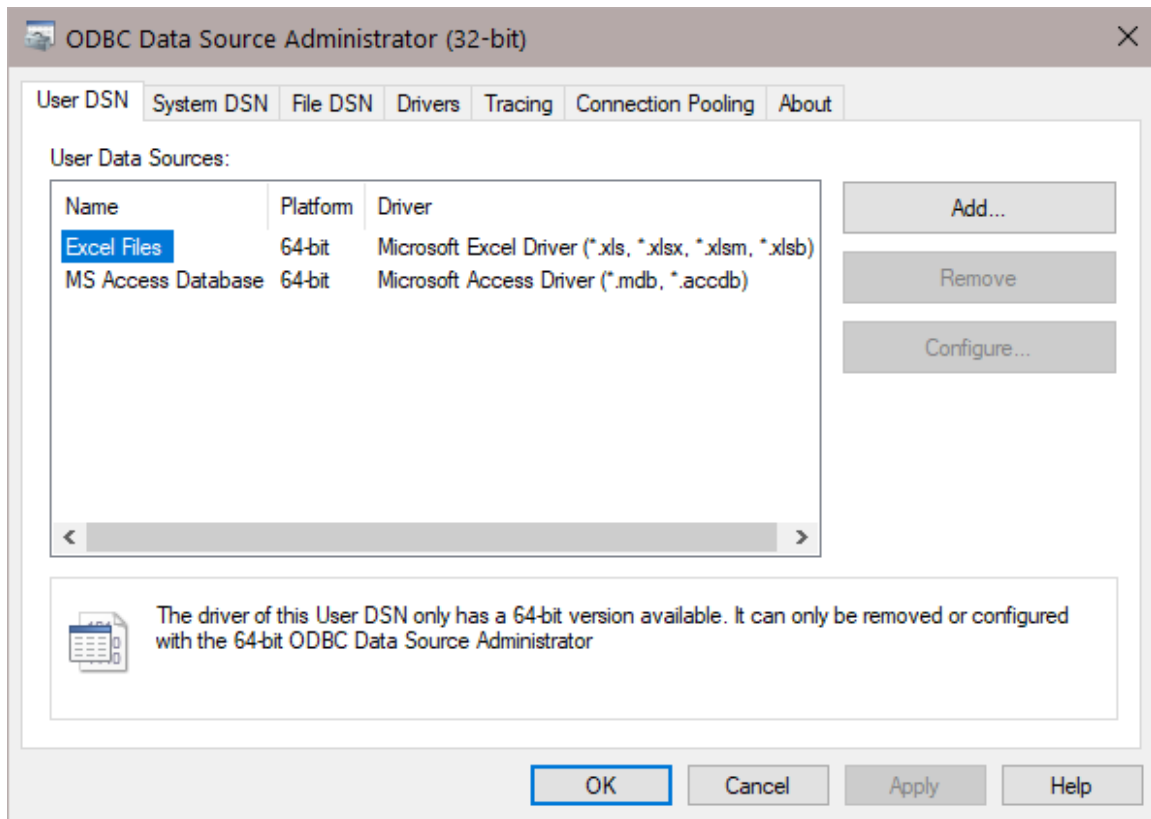 ODBC Data Source Administrator (32-bit)
User DSN System DSN File DSN Drivers Tracing Connection Pooling About
User Data Sources:
Name Platform Driver
Excel Files 64-bit Microsoft Excel Driver (*.xls, *.xlsx, *.xlsm, *.xlsb)
MS Access Database 64-bit Microsoft Access Driver (*.mdb, *.accdb)
Add...
Remove
Configure...
The driver of this User DSN only has a 64-bit version available. It can only be removed or configured
with the 64-bit ODBC Data Source Administrator
OK Cancel Apply Help